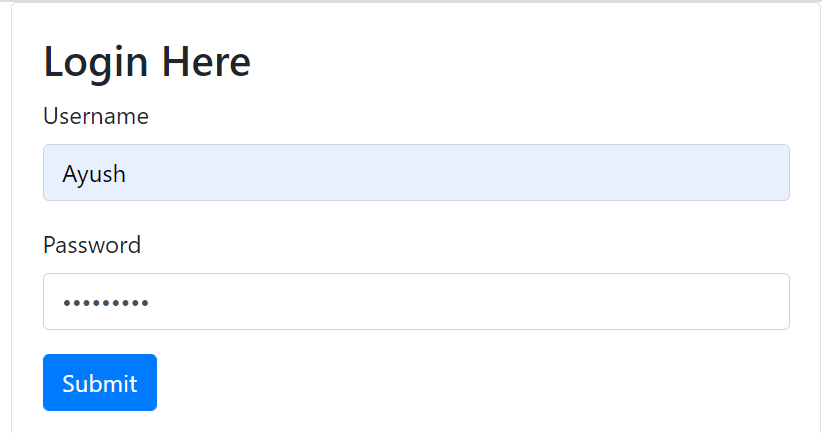 Login Here
Username
Ayush
Password
•••••••••
Submit